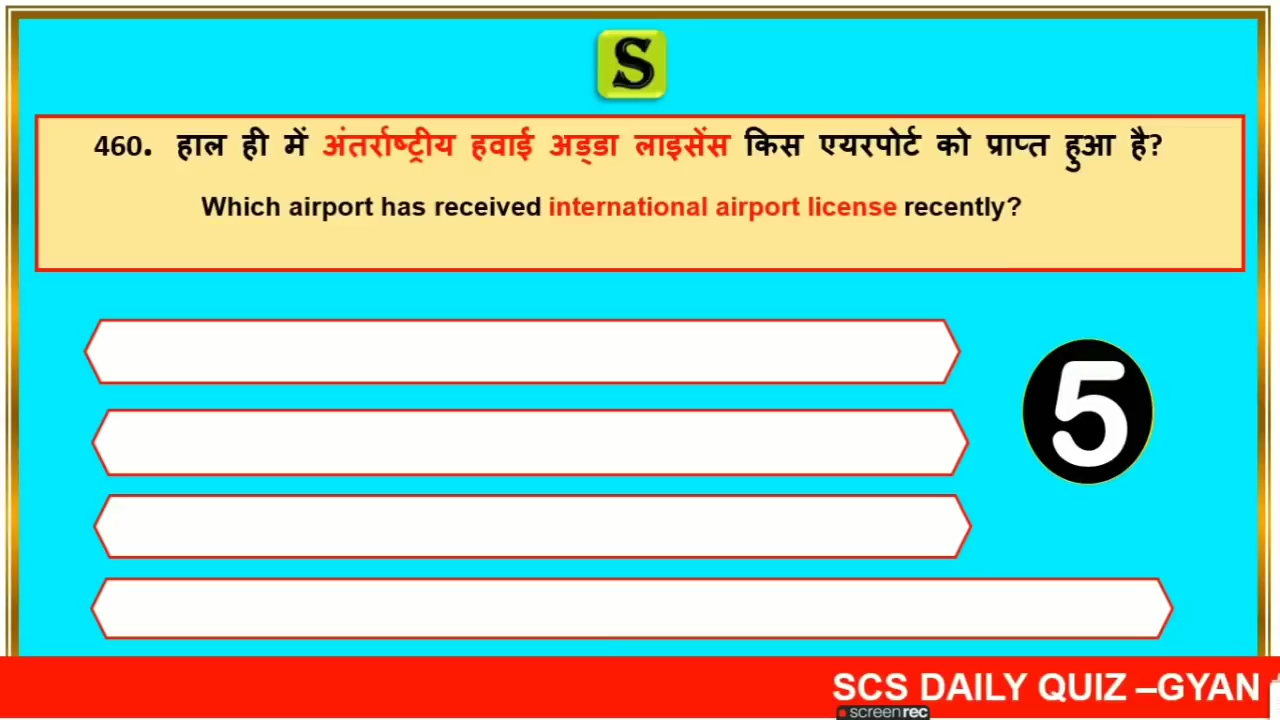 S
460. हाल ही में अंतर्राष्ट्रीय हवाई अड्डा लाइसेंस किस एयरपोर्ट को प्राप्त हुआ है?
Which airport has received international airport license recently?
5
SCS DAILY QUIZ –GYAN
screenrec